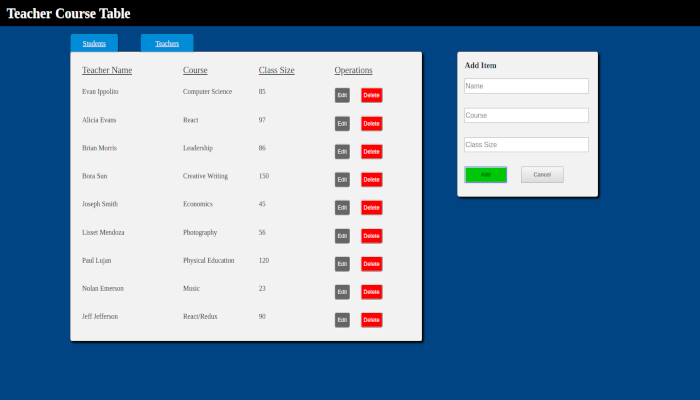 Teacher Course Table
Students Teachers
Teacher Name Course Class Size Operations
Evan Ippolito Computer Science 85 Edit Delete
Alicia Evans React 97 Edit Delete
Brian Morris Leadership 86 Edit Delete
Bora Sun Creative Writing 150 Edit Delete
Joseph Smith Economics 45 Edit Delete
Lisset Mendoza Photography 56 Edit Delete
Paul Lujan Physical Education 120 Edit Delete
Nolan Emerson Music 23 Edit Delete
Jeff Jefferson React/Redux 90 Edit Delete
Add Item
Name
Course
Class Size
Add Cancel